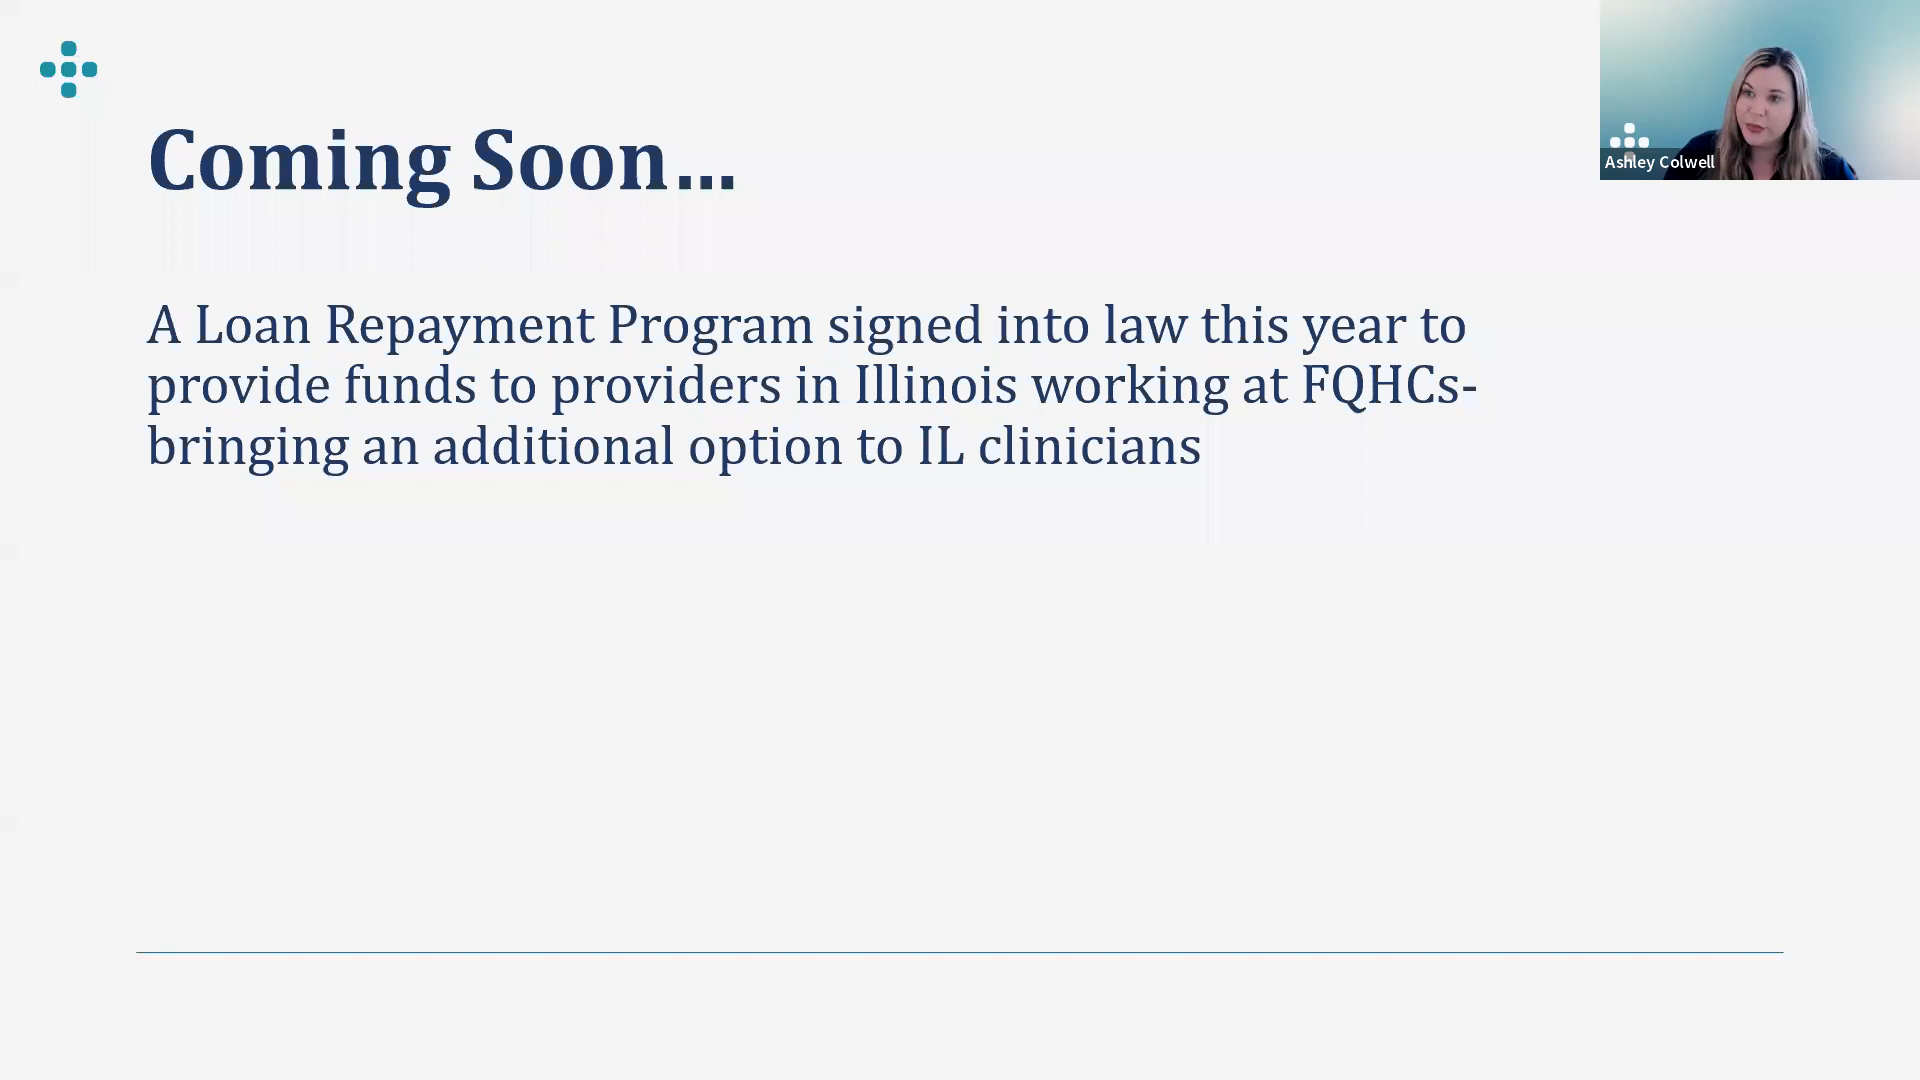 Coming Soon...
A Loan Repayment Program signed into law this year to
provide funds to providers in Illinois working at FQHCs-
bringing an additional option to IL clinicians
Ashley Colwell